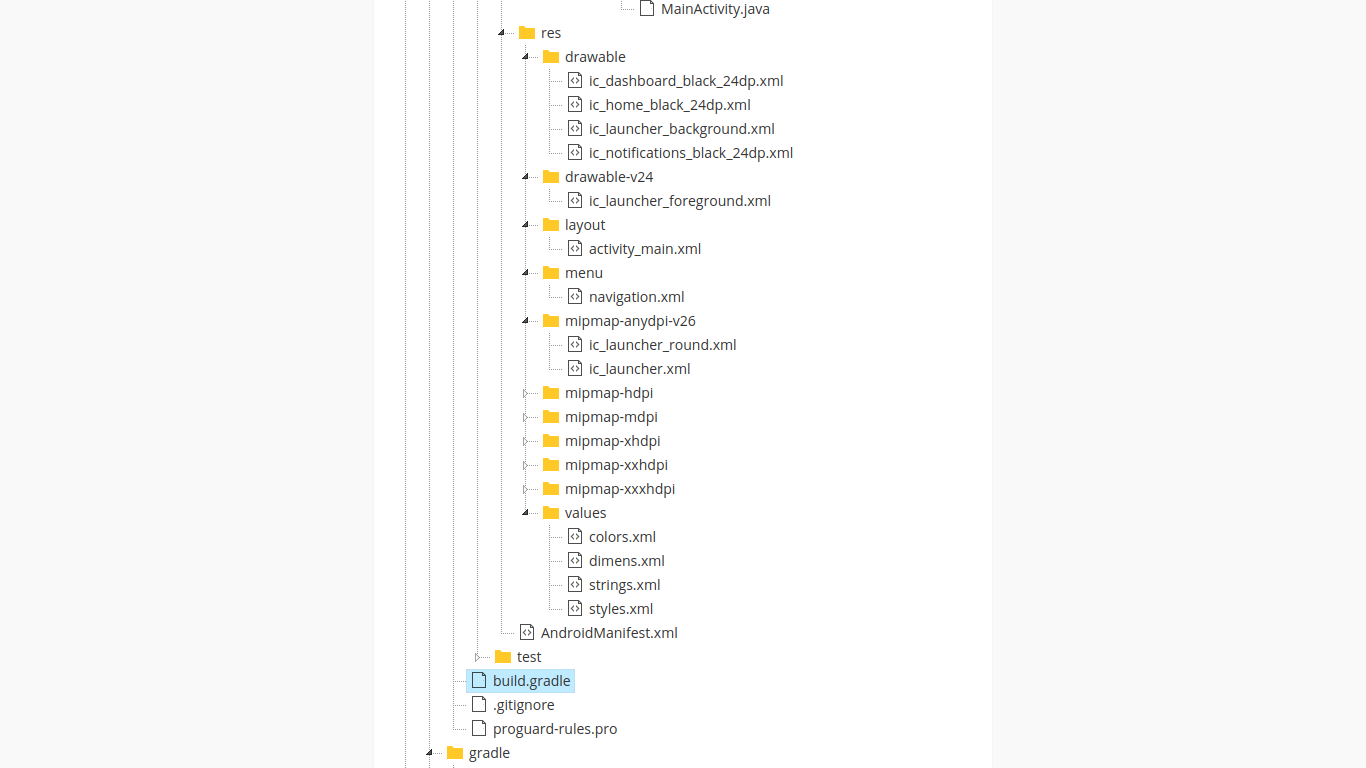 MainActivity.java
res
drawable
ic_dashboard_black_24dp.xml
ic_home_black_24dp.xml
ic_launcher_background.xml
ic_notifications_black_24dp.xml
drawable-v24
ic_launcher_foreground.xml
layout
activity_main.xml
menu
navigation.xml
mipmap-anydpi-v26
ic_launcher_round.xml
ic_launcher.xml
mipmap-hdpi
mipmap-mdpi
mipmap-xhdpi
mipmap-xxhdpi
mipmap-xxxhdpi
values
colors.xml
dimens.xml
strings.xml
styles.xml
AndroidManifest.xml
test
build.gradle
.gitignore
proguard-rules.pro
gradle